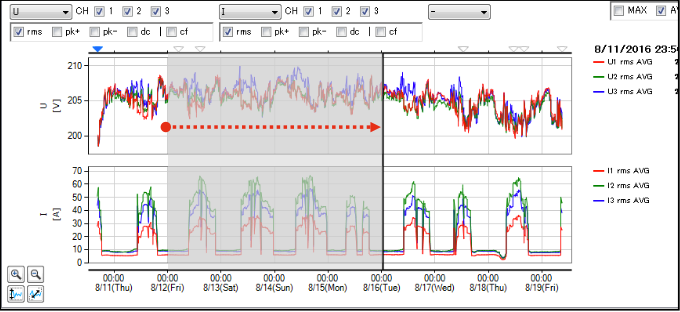 U CH 1 2 3 I CH 1 2 3 - MAX
rms pk+ pk- dc cf rms pk+ pk- dc cf
8/11/2016 23:5
U1 rms AVG 2
U2 rms AVG 2
U3 rms AVG 2
U [V]
210
205
200
I1 rms AVG
I2 rms AVG
I3 rms AVG
I [A]
70
60
50
40
30
20
10
0
00:00 00:00 00:00 00:00 00:00 00:00 00:00 00:00 00:00
8/11(Thu) 8/12(Fri) 8/13(Sat) 8/14(Sun) 8/15(Mon) 8/16(Tue) 8/17(Wed) 8/18(Thu) 8/19(Fri)